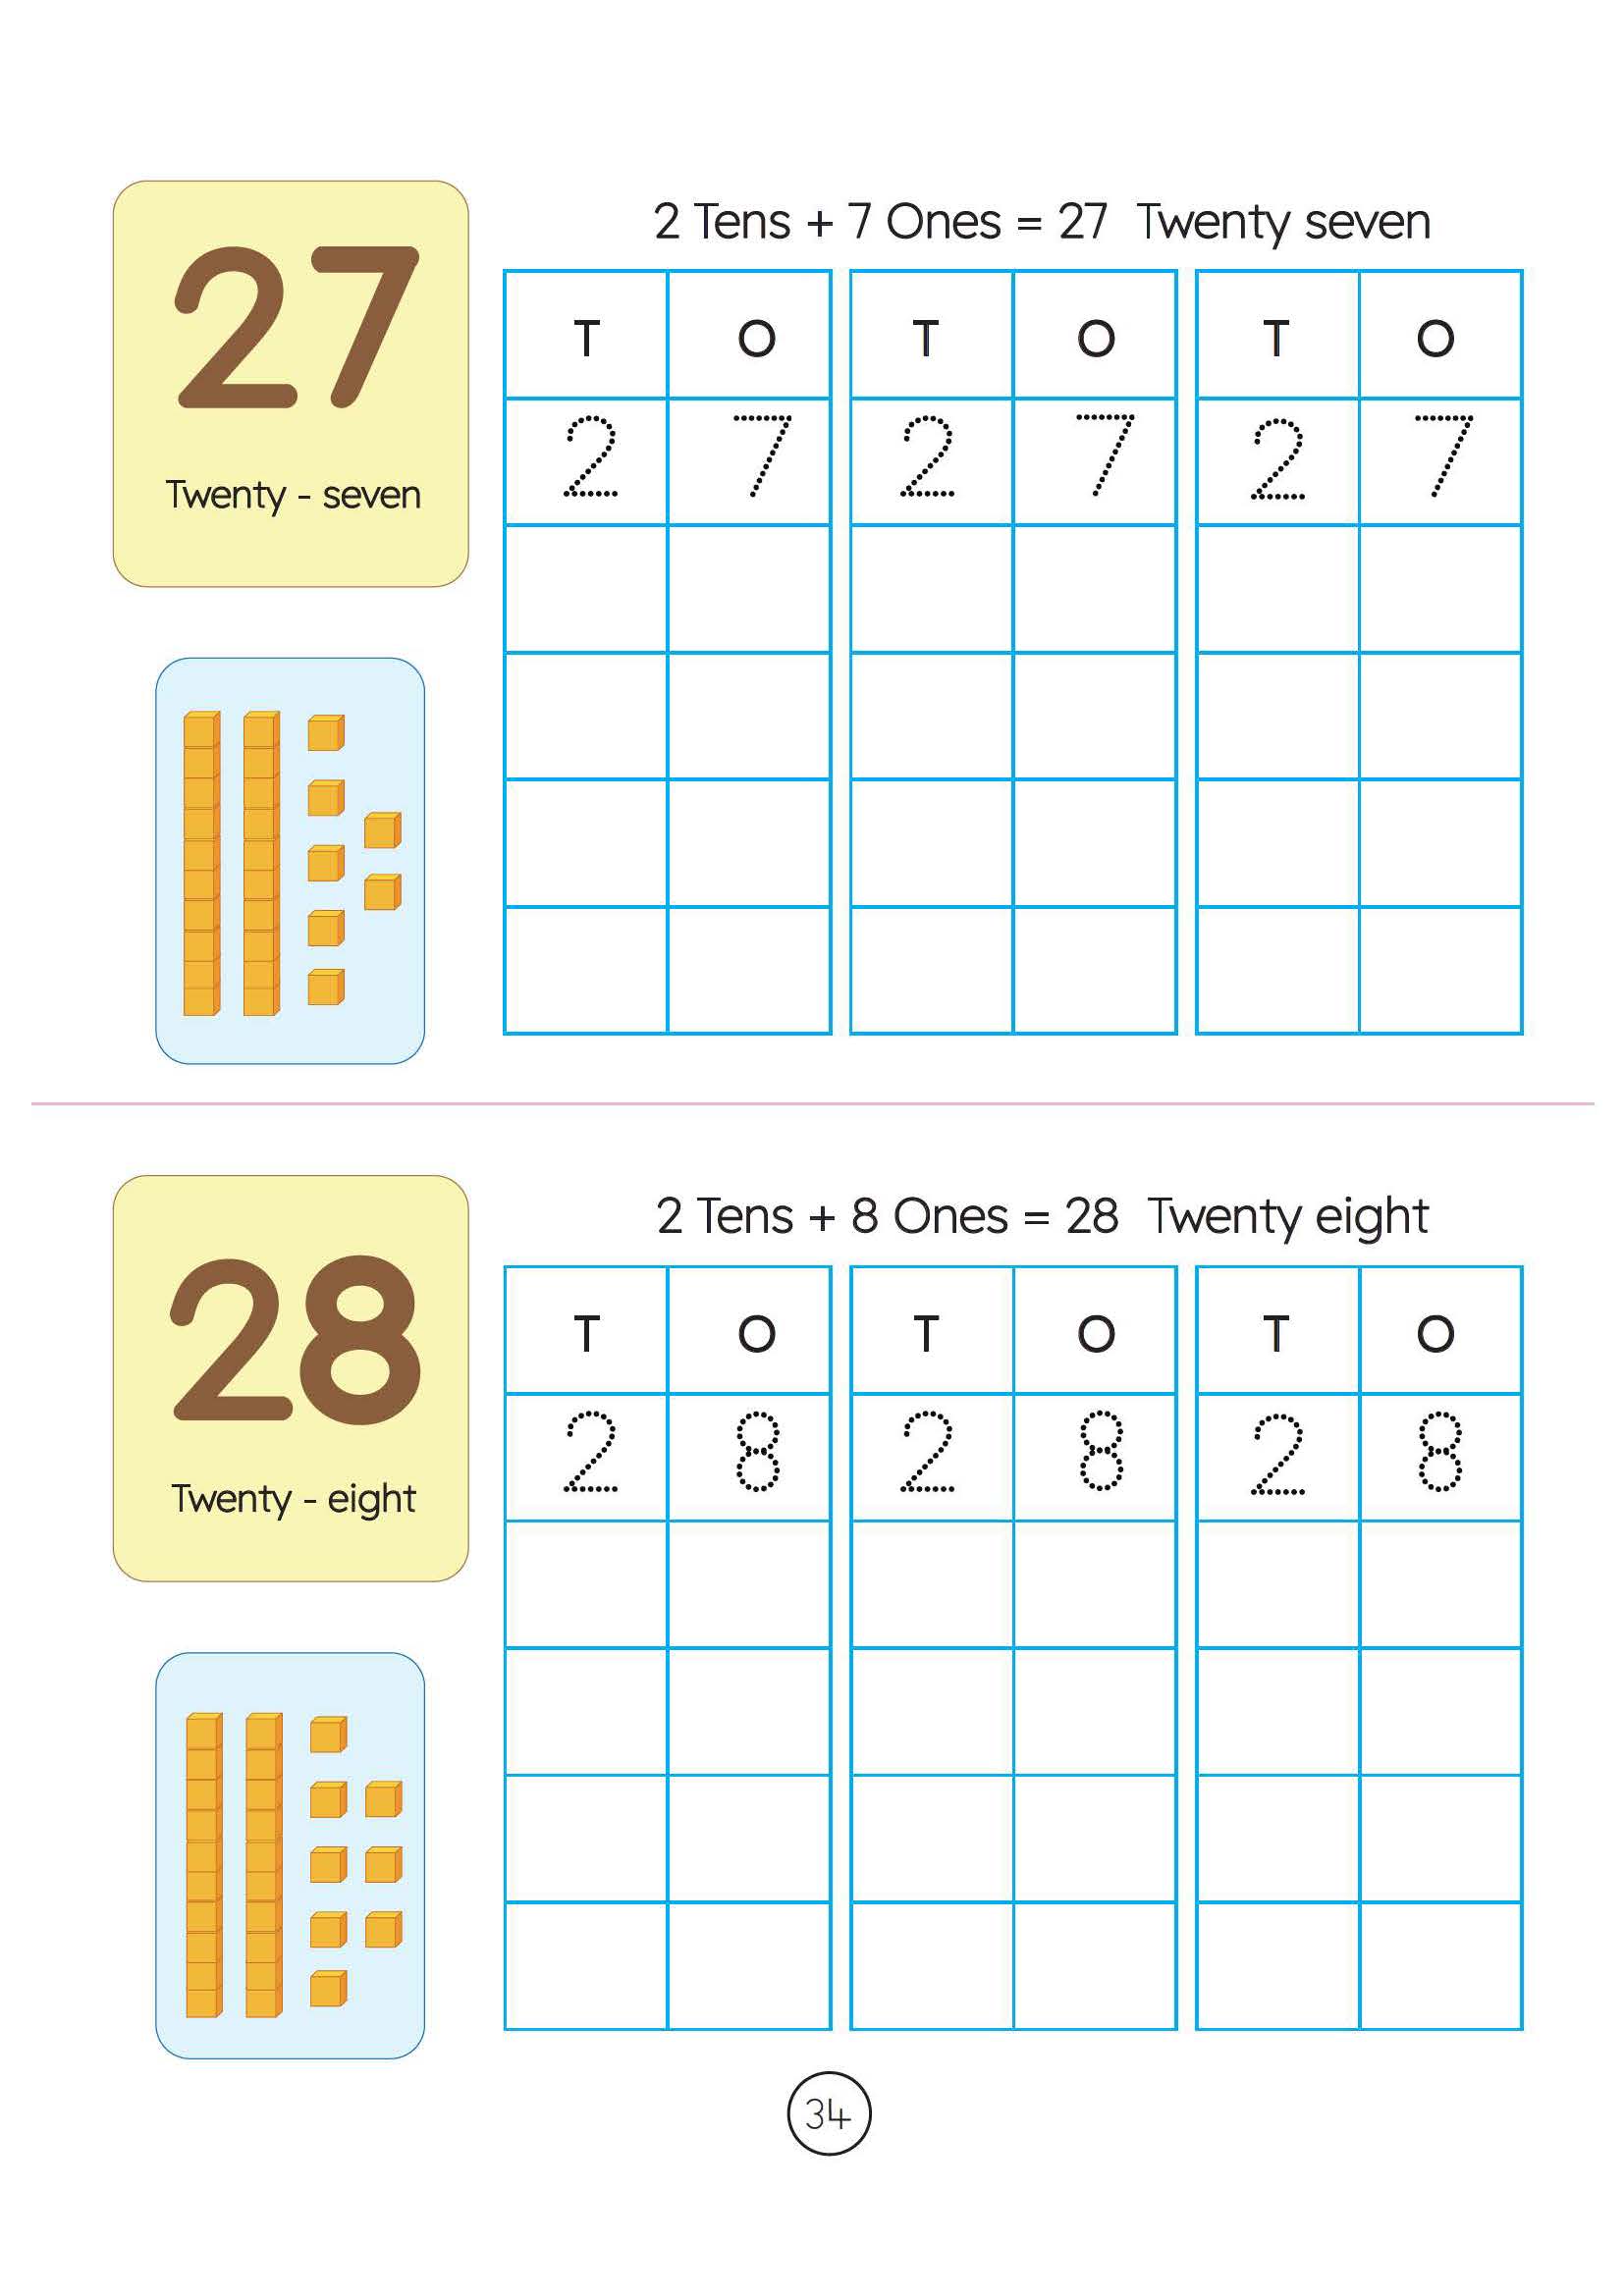 27
Twenty - seven
2 Tens + 7 Ones = 27 Twenty seven
T O T O T O
2 7 2 7 2 7
28
Twenty - eight
2 Tens + 8 Ones = 28 Twenty eight
T O T O T O
2 8 2 8 2 8
34